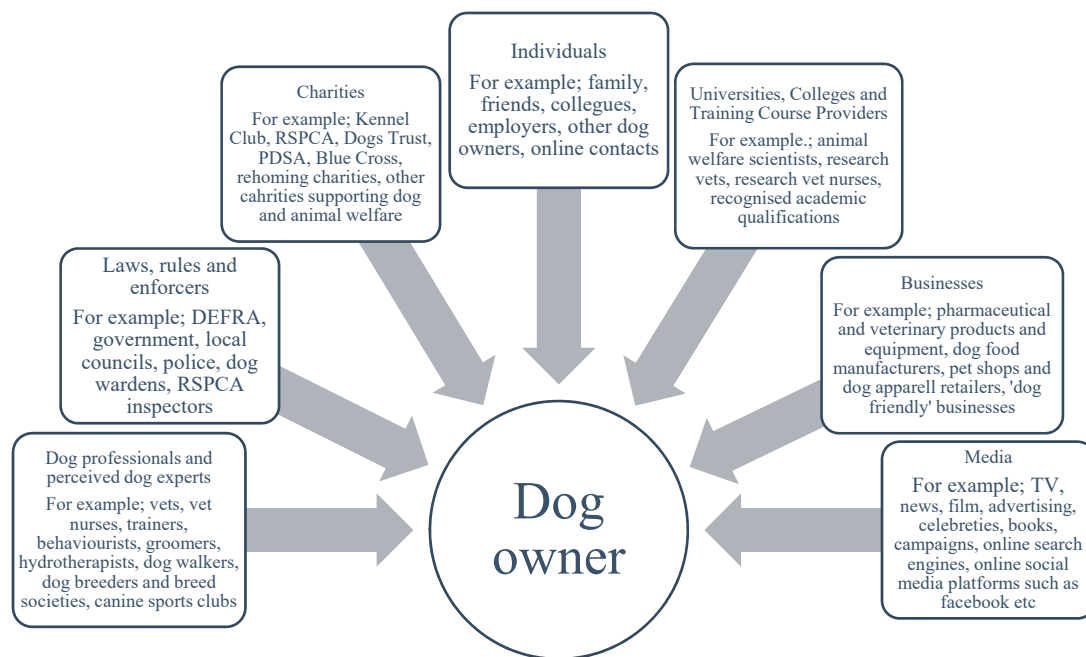 Individuals
For example; family,
friends, collegues,
employers, other dog
owners, online contacts
Charities
For example; Kennel
Club, RSPCA, Dogs Trust,
PDSA, Blue Cross,
rehoming charities, other
cahrities supporting dog
and animal welfare
Universities, Colleges and
Training Course Providers
For example.; animal
welfare scientists, research
vets, research vet nurses,
recognised academic
qualifications
Laws, rules and
enforcers
For example; DEFRA,
government, local
councils, police, dog
wardens, RSPCA
inspectors
Businesses
For example; pharmaceutical
and veterinary products and
equipment, dog food
manufacturers, pet shops and
dog apparell retailers, 'dog
friendly' businesses
Dog professionals and
perceived dog experts
For example; vets, vet
nurses, trainers,
behaviourists, groomers,
hydrotherapists, dog walkers,
dog breeders and breed
societies, canine sports clubs
Dog
owner
Media
For example; TV,
news, film, advertising,
celebreties, books,
campaigns, online search
engines, online social
media platforms such as
facebook etc